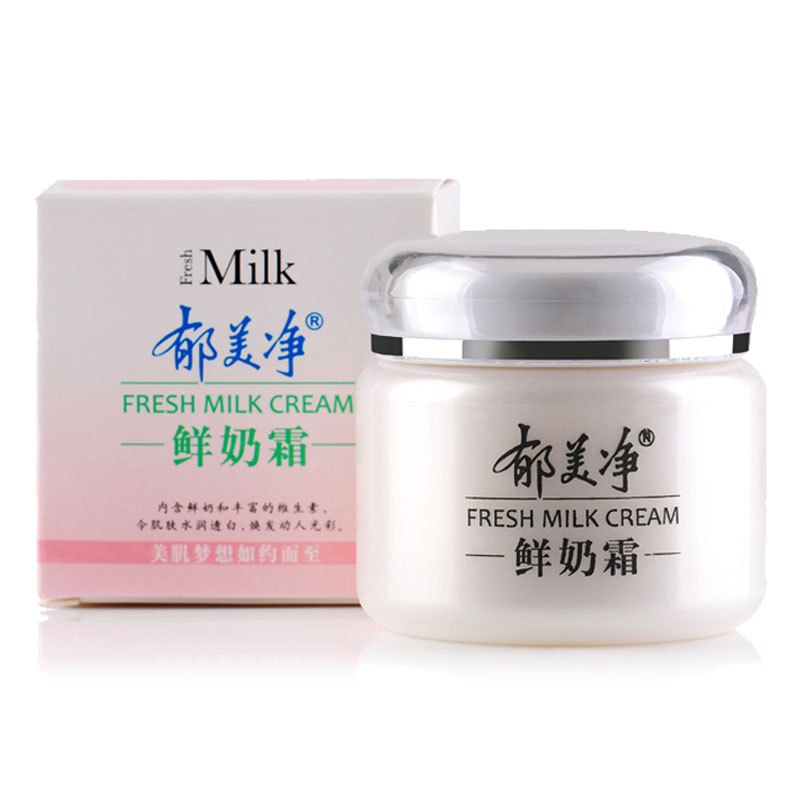 Fresh Milk
郁美净®
FRESH MILK CREAM
鲜奶霜
内含鲜奶和丰富的维生素,
令肌肤水润透白、焕发动人光彩。
美肌梦想如约而至
郁美净®
FRESH MILK CREAM
鲜奶霜